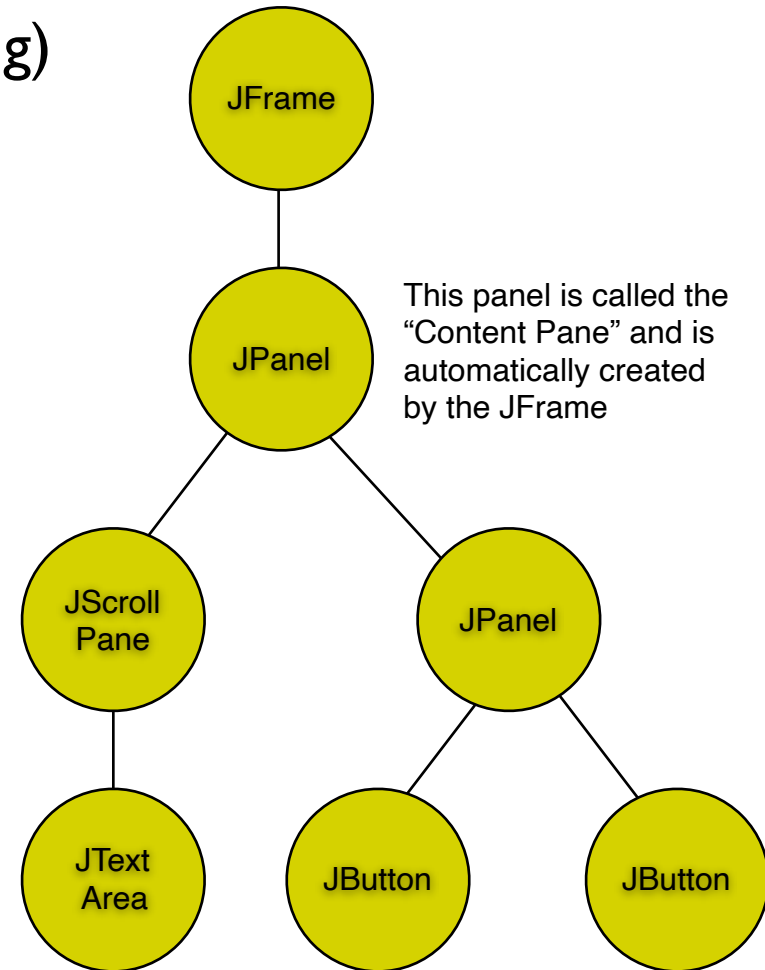 g)
JFrame
This panel is called the
“Content Pane” and is
JPanel
automatically created
by the JFrame
JScroll
Pane
JPanel
JText
Area
JButton
JButton